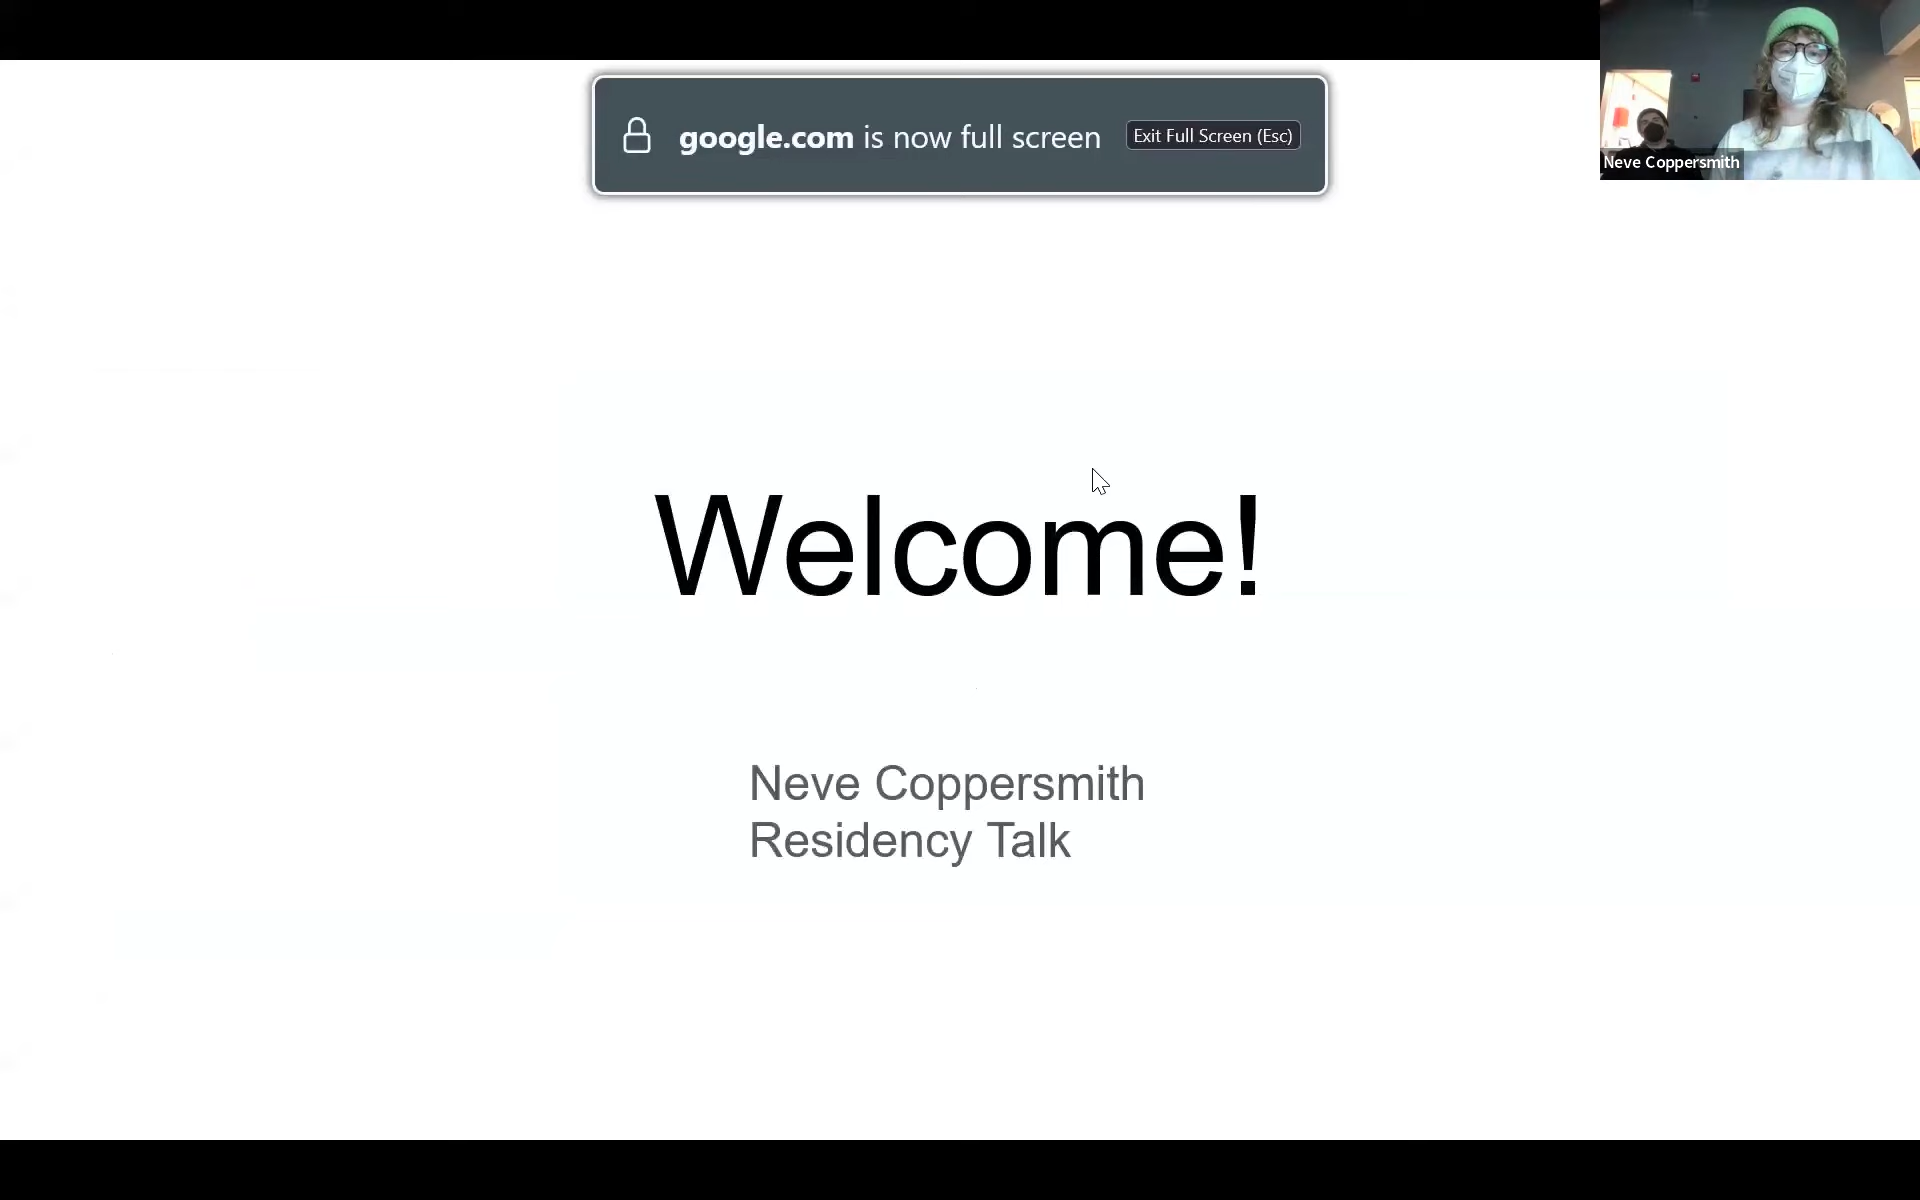 google.com is now full screen Exit Full Screen (Esc)
Neve Coppersmith
Welcome!
Neve Coppersmith
Residency Talk